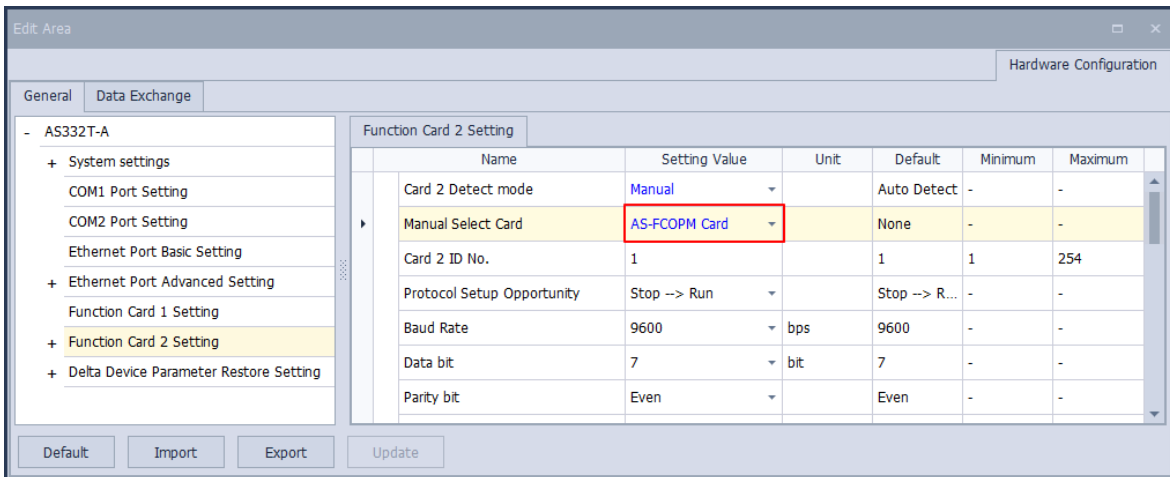 Edit Area
Hardware Configuration
General Data Exchange
- AS332T-A
+ System settings
COM1 Port Setting
COM2 Port Setting
Ethernet Port Basic Setting
+ Ethernet Port Advanced Setting
Function Card 1 Setting
+ Function Card 2 Setting
+ Delta Device Parameter Restore Setting
Function Card 2 Setting
Name Setting Value Unit Default Minimum Maximum
Card 2 Detect mode Manual Auto Detect - -
Manual Select Card AS-FCOPM Card None - -
Card 2 ID No. 1 1 1 254
Protocol Setup Opportunity Stop --> Run Stop --> R... - -
Baud Rate 9600 bps 9600 - -
Data bit 7 bit 7 - -
Parity bit Even Even - -
Default Import Export Update